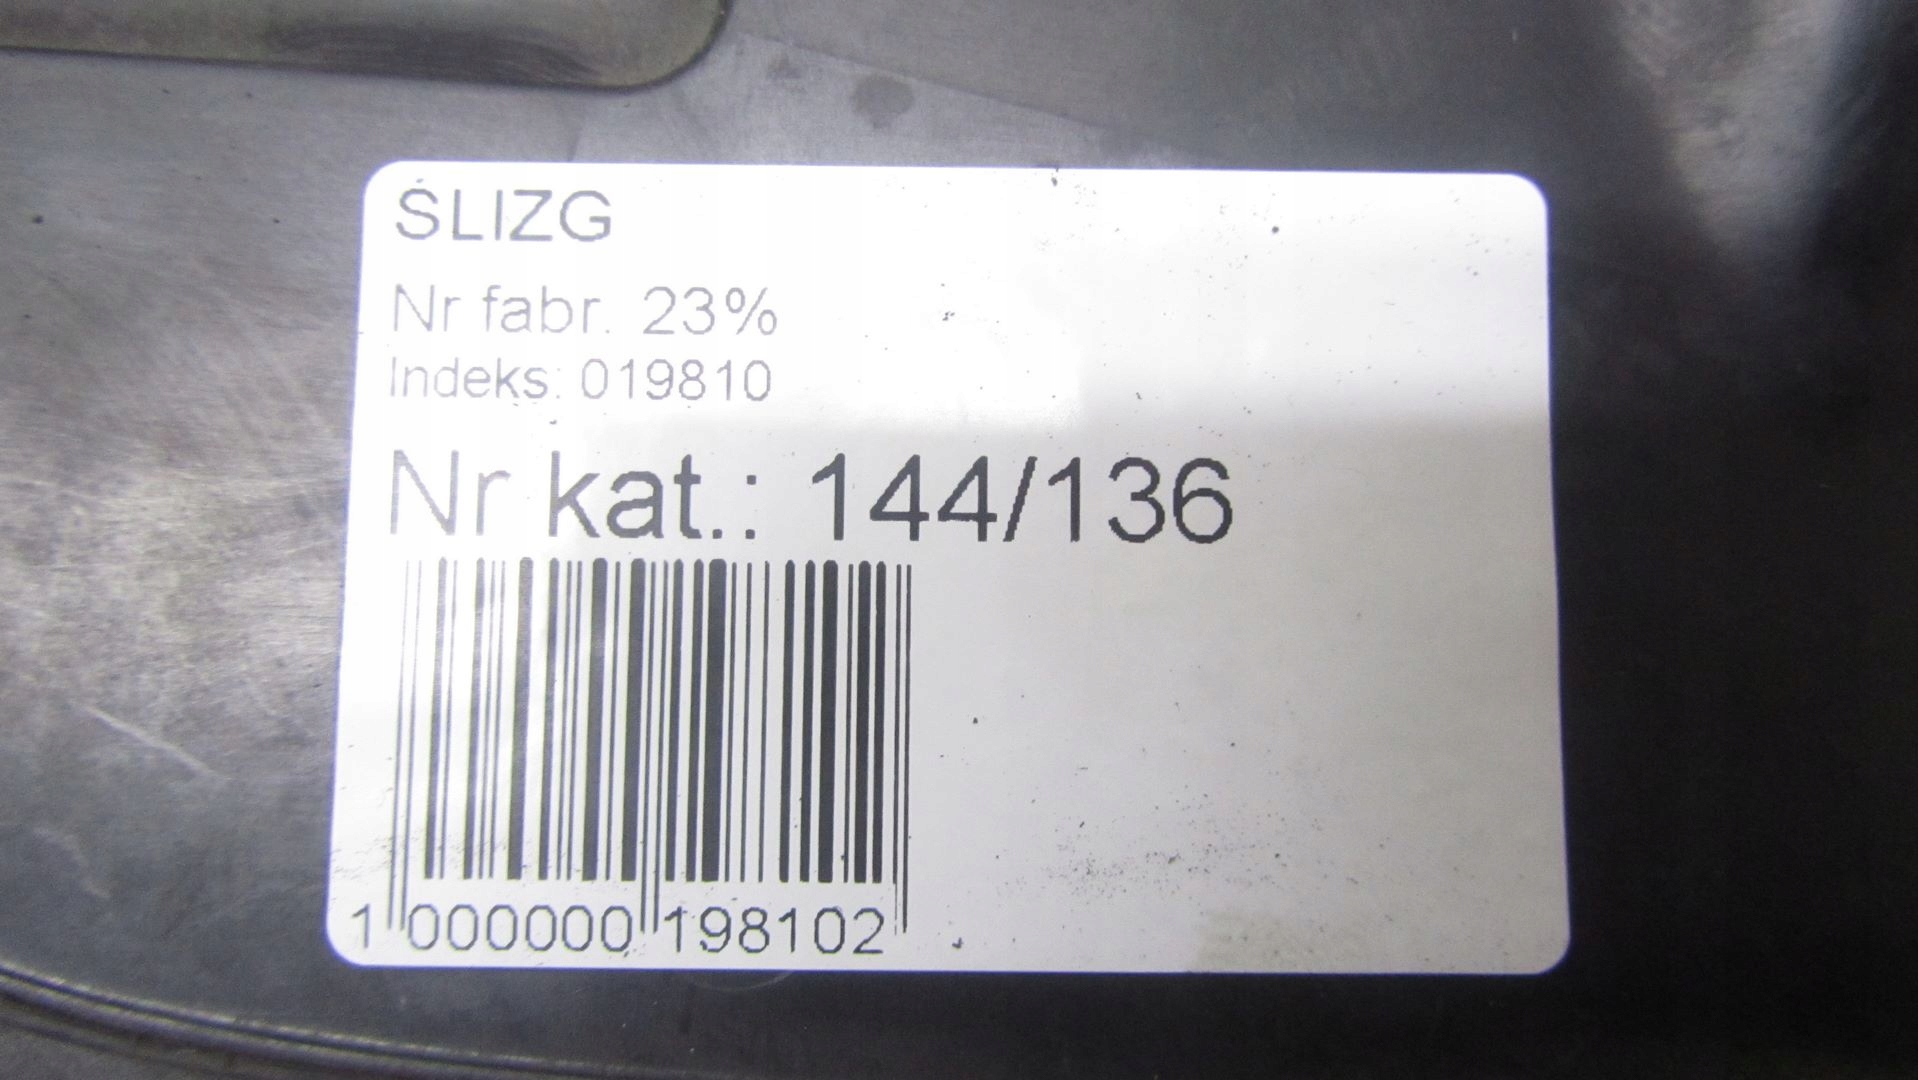 ŚLIZG
Nr fabr. 23%
Indeks: 019810
Nr kat.: 144/136
1 000000 198102